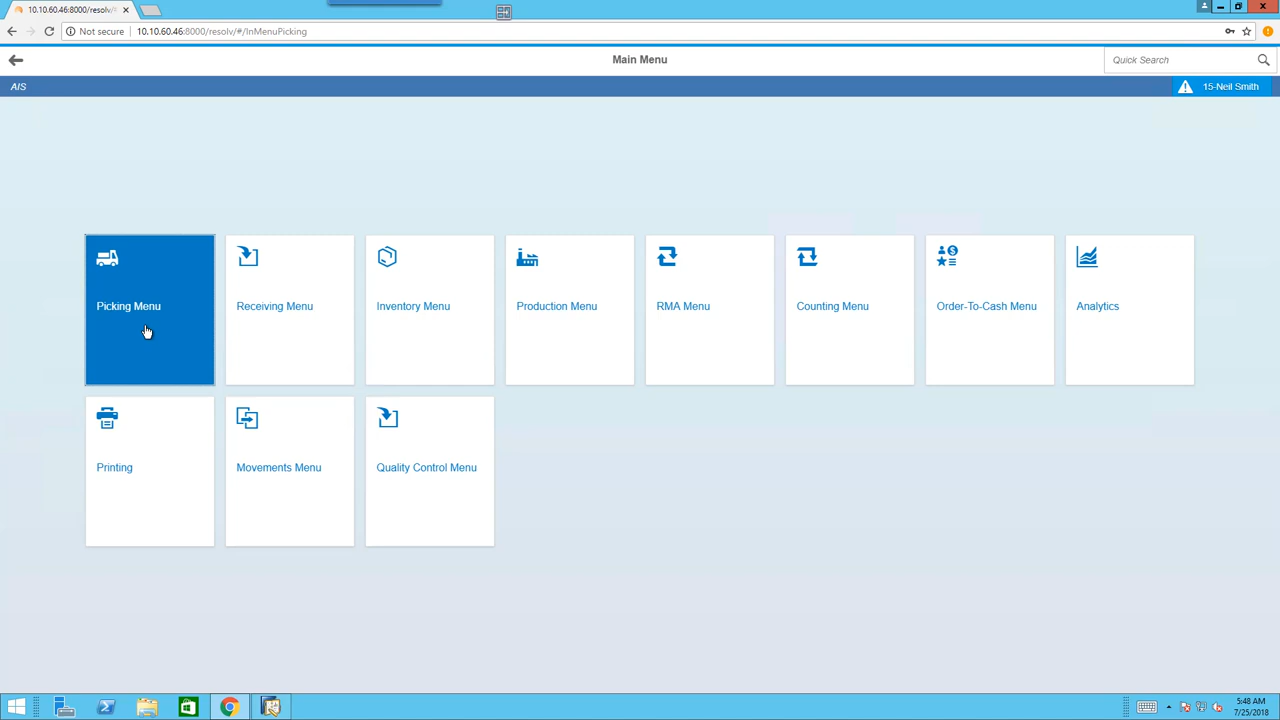 10.10.60.46:8000/resolv/
Not secure
10.10.60.46:8000/resolv/#/InMenuPicking
Main Menu
Quick Search
AIS
15-Neil Smith
Picking Menu
Receiving Menu
Inventory Menu
Production Menu
RMA Menu
Counting Menu
Order-To-Cash Menu
Analytics
Printing
Movements Menu
Quality Control Menu
5:48 AM
7/25/2018